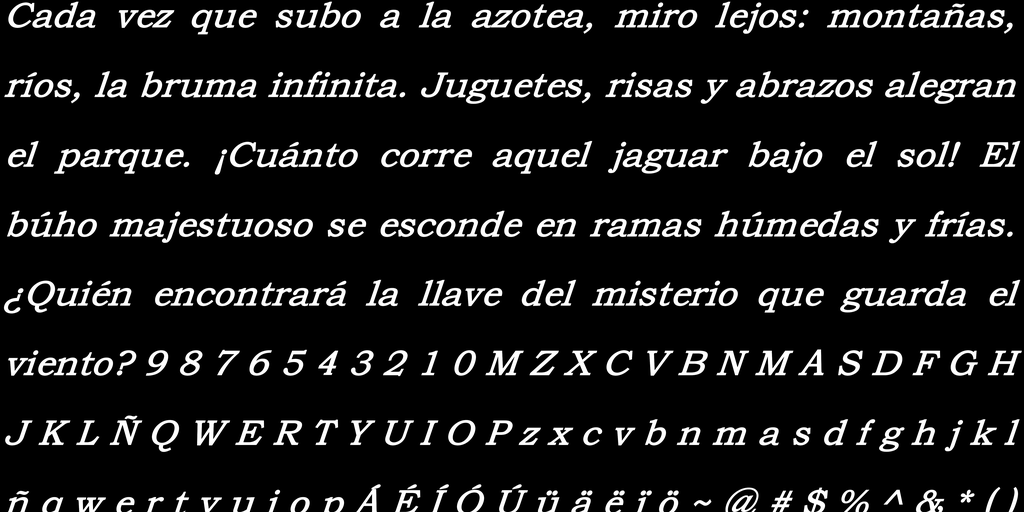 Cada vez que subo a la azotea, miro lejos: montañas,
ríos, la bruma infinita. Juguetes, risas y abrazos alegran
el parque. ¡Cuánto corre aquel jaguar bajo el sol! El
búho majestuoso se esconde en ramas húmedas y frías.
¿Quién encontrará la llave del misterio que guarda el
viento? 9 8 7 6 5 4 3 2 1 0 M Z X C V B N M A S D F G H
J K L Ñ Q W E R T Y U I O P z x c v b n m a s d f g h j k l
ñ q w e r t y u i o p Á É Í Ó Ú ü ä ë ï ö ~ @ # $ % ^ & * ( )